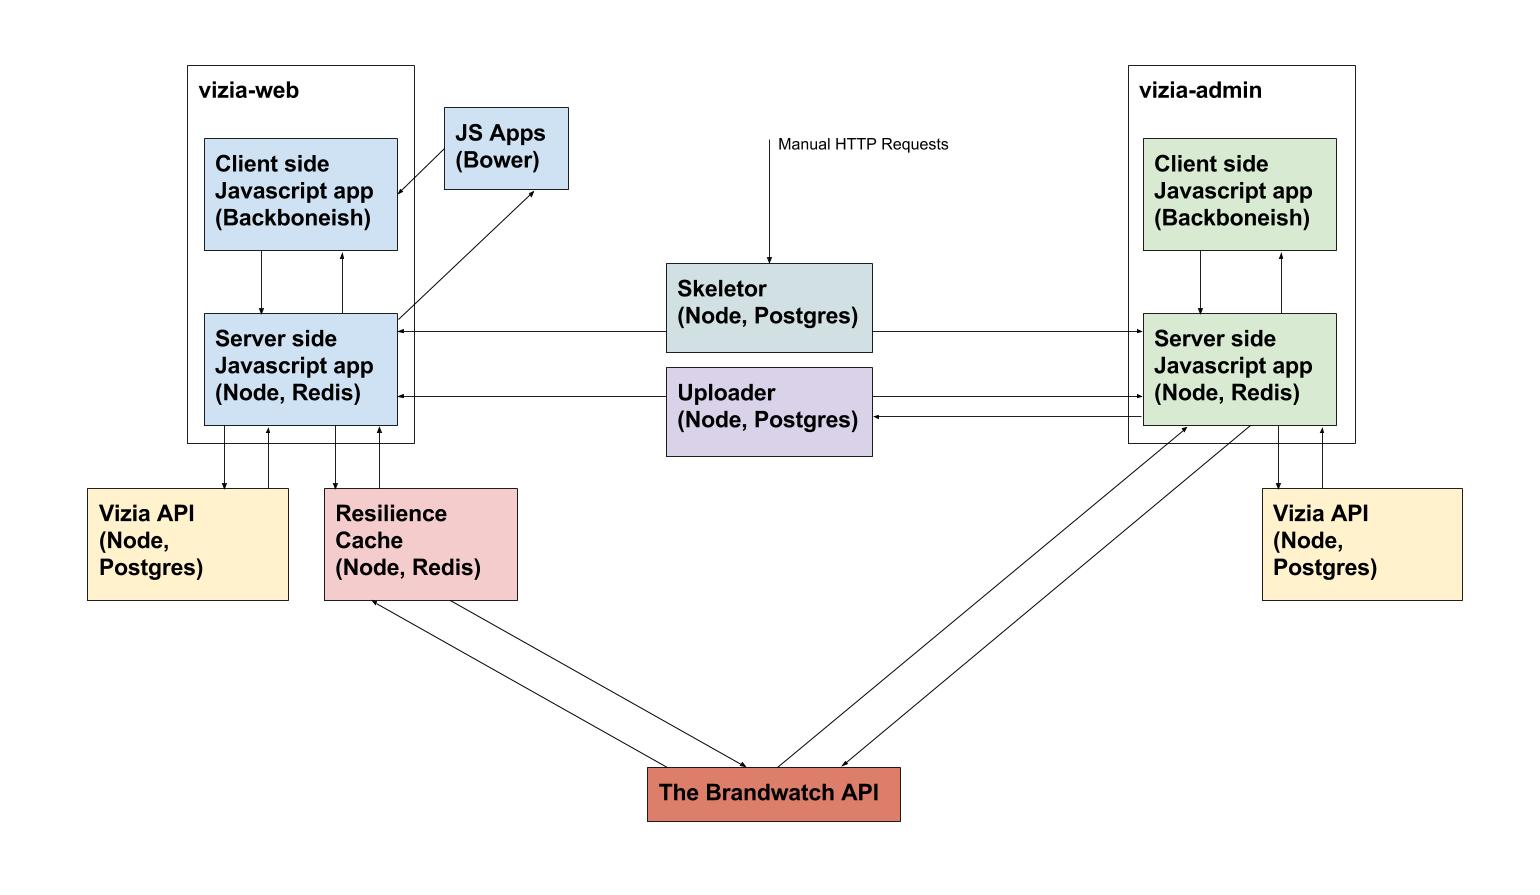 vizia-web
Client side
Javascript app
(Backboneish)
Server side
Javascript app
(Node, Redis)
JS Apps
(Bower)
Manual HTTP Requests
Skeletor
(Node, Postgres)
Uploader
(Node, Postgres)
vizia-admin
Client side
Javascript app
(Backboneish)
Server side
Javascript app
(Node, Redis)
Vizia API
(Node,
Postgres)
Resilience
Cache
(Node, Redis)
Vizia API
(Node,
Postgres)
The Brandwatch API